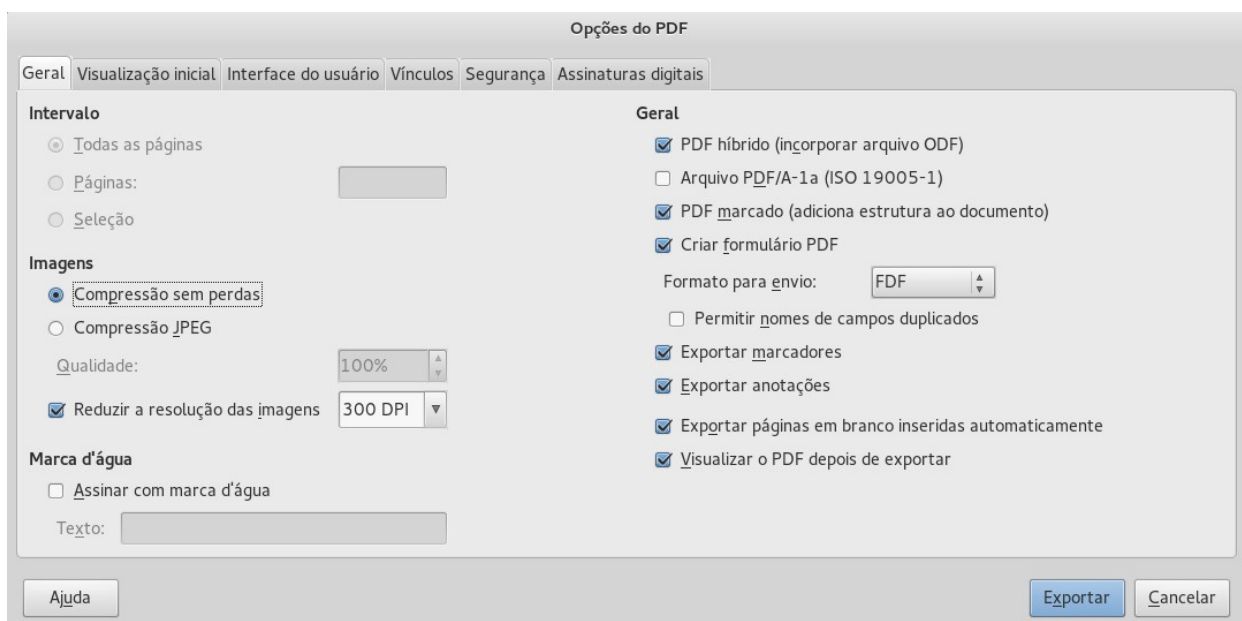 Opções do PDF
Geral Visualização inicial Interface do usuário Vínculos Segurança Assinaturas digitais
Intervalo
Todas as páginas
Páginas:
Seleção
Imagens
Compressão sem perdas
Compressão JPEG
Qualidade: 100%
Reduzir a resolução das imagens 300 DPI
Marca d'água
Assinar com marca d'água
Texto:
Geral
PDF híbrido (incorporar arquivo ODF)
Arquivo PDF/A-1a (ISO 19005-1)
PDF marcado (adiciona estrutura ao documento)
Criar formulário PDF
Formato para envio: FDF
Permitir nomes de campos duplicados
Exportar marcadores
Exportar anotações
Exportar páginas em branco inseridas automaticamente
Visualizar o PDF depois de exportar
Ajuda Exportar Cancelar